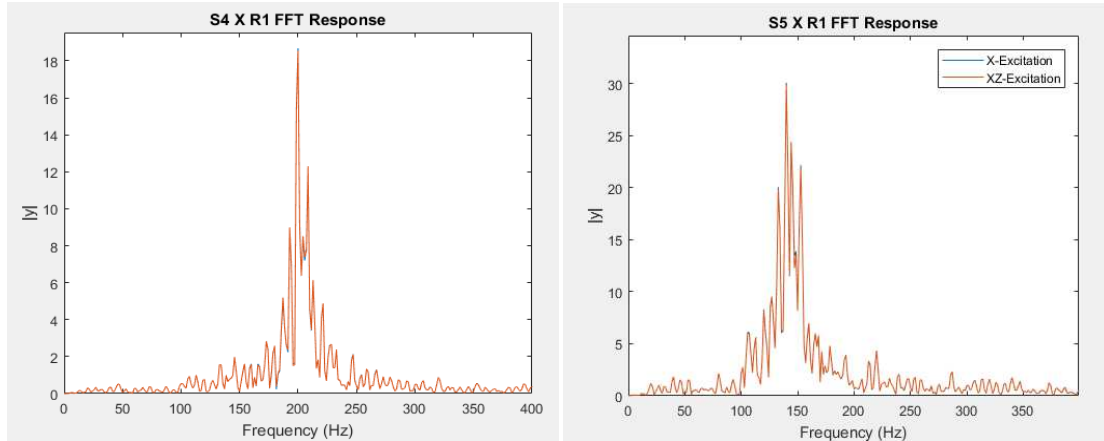 S4 X R1 FFT Response
|y|
18
16
14
12
10
8
6
4
2
0
0 50 100 150 200 250 300 350 400
Frequency (Hz)
S5 X R1 FFT Response
X-Excitation
XZ-Excitation
|y|
30
25
20
15
10
5
0
0 50 100 150 200 250 300 350
Frequency (Hz)